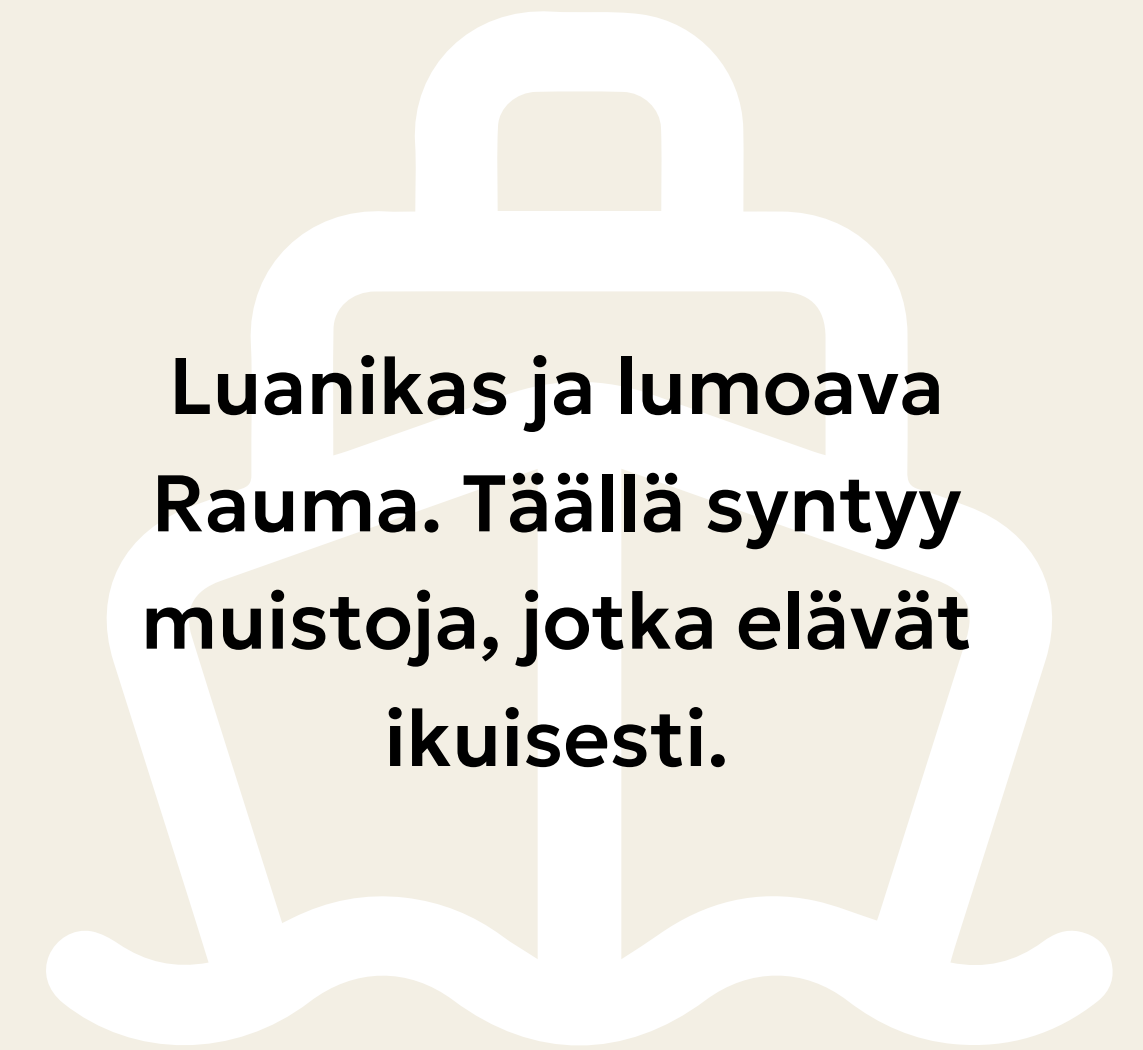 Luanikas ja lumoava
Rauma. Täällä syntyy
muistoja, jotka elävät
ikuisesti.